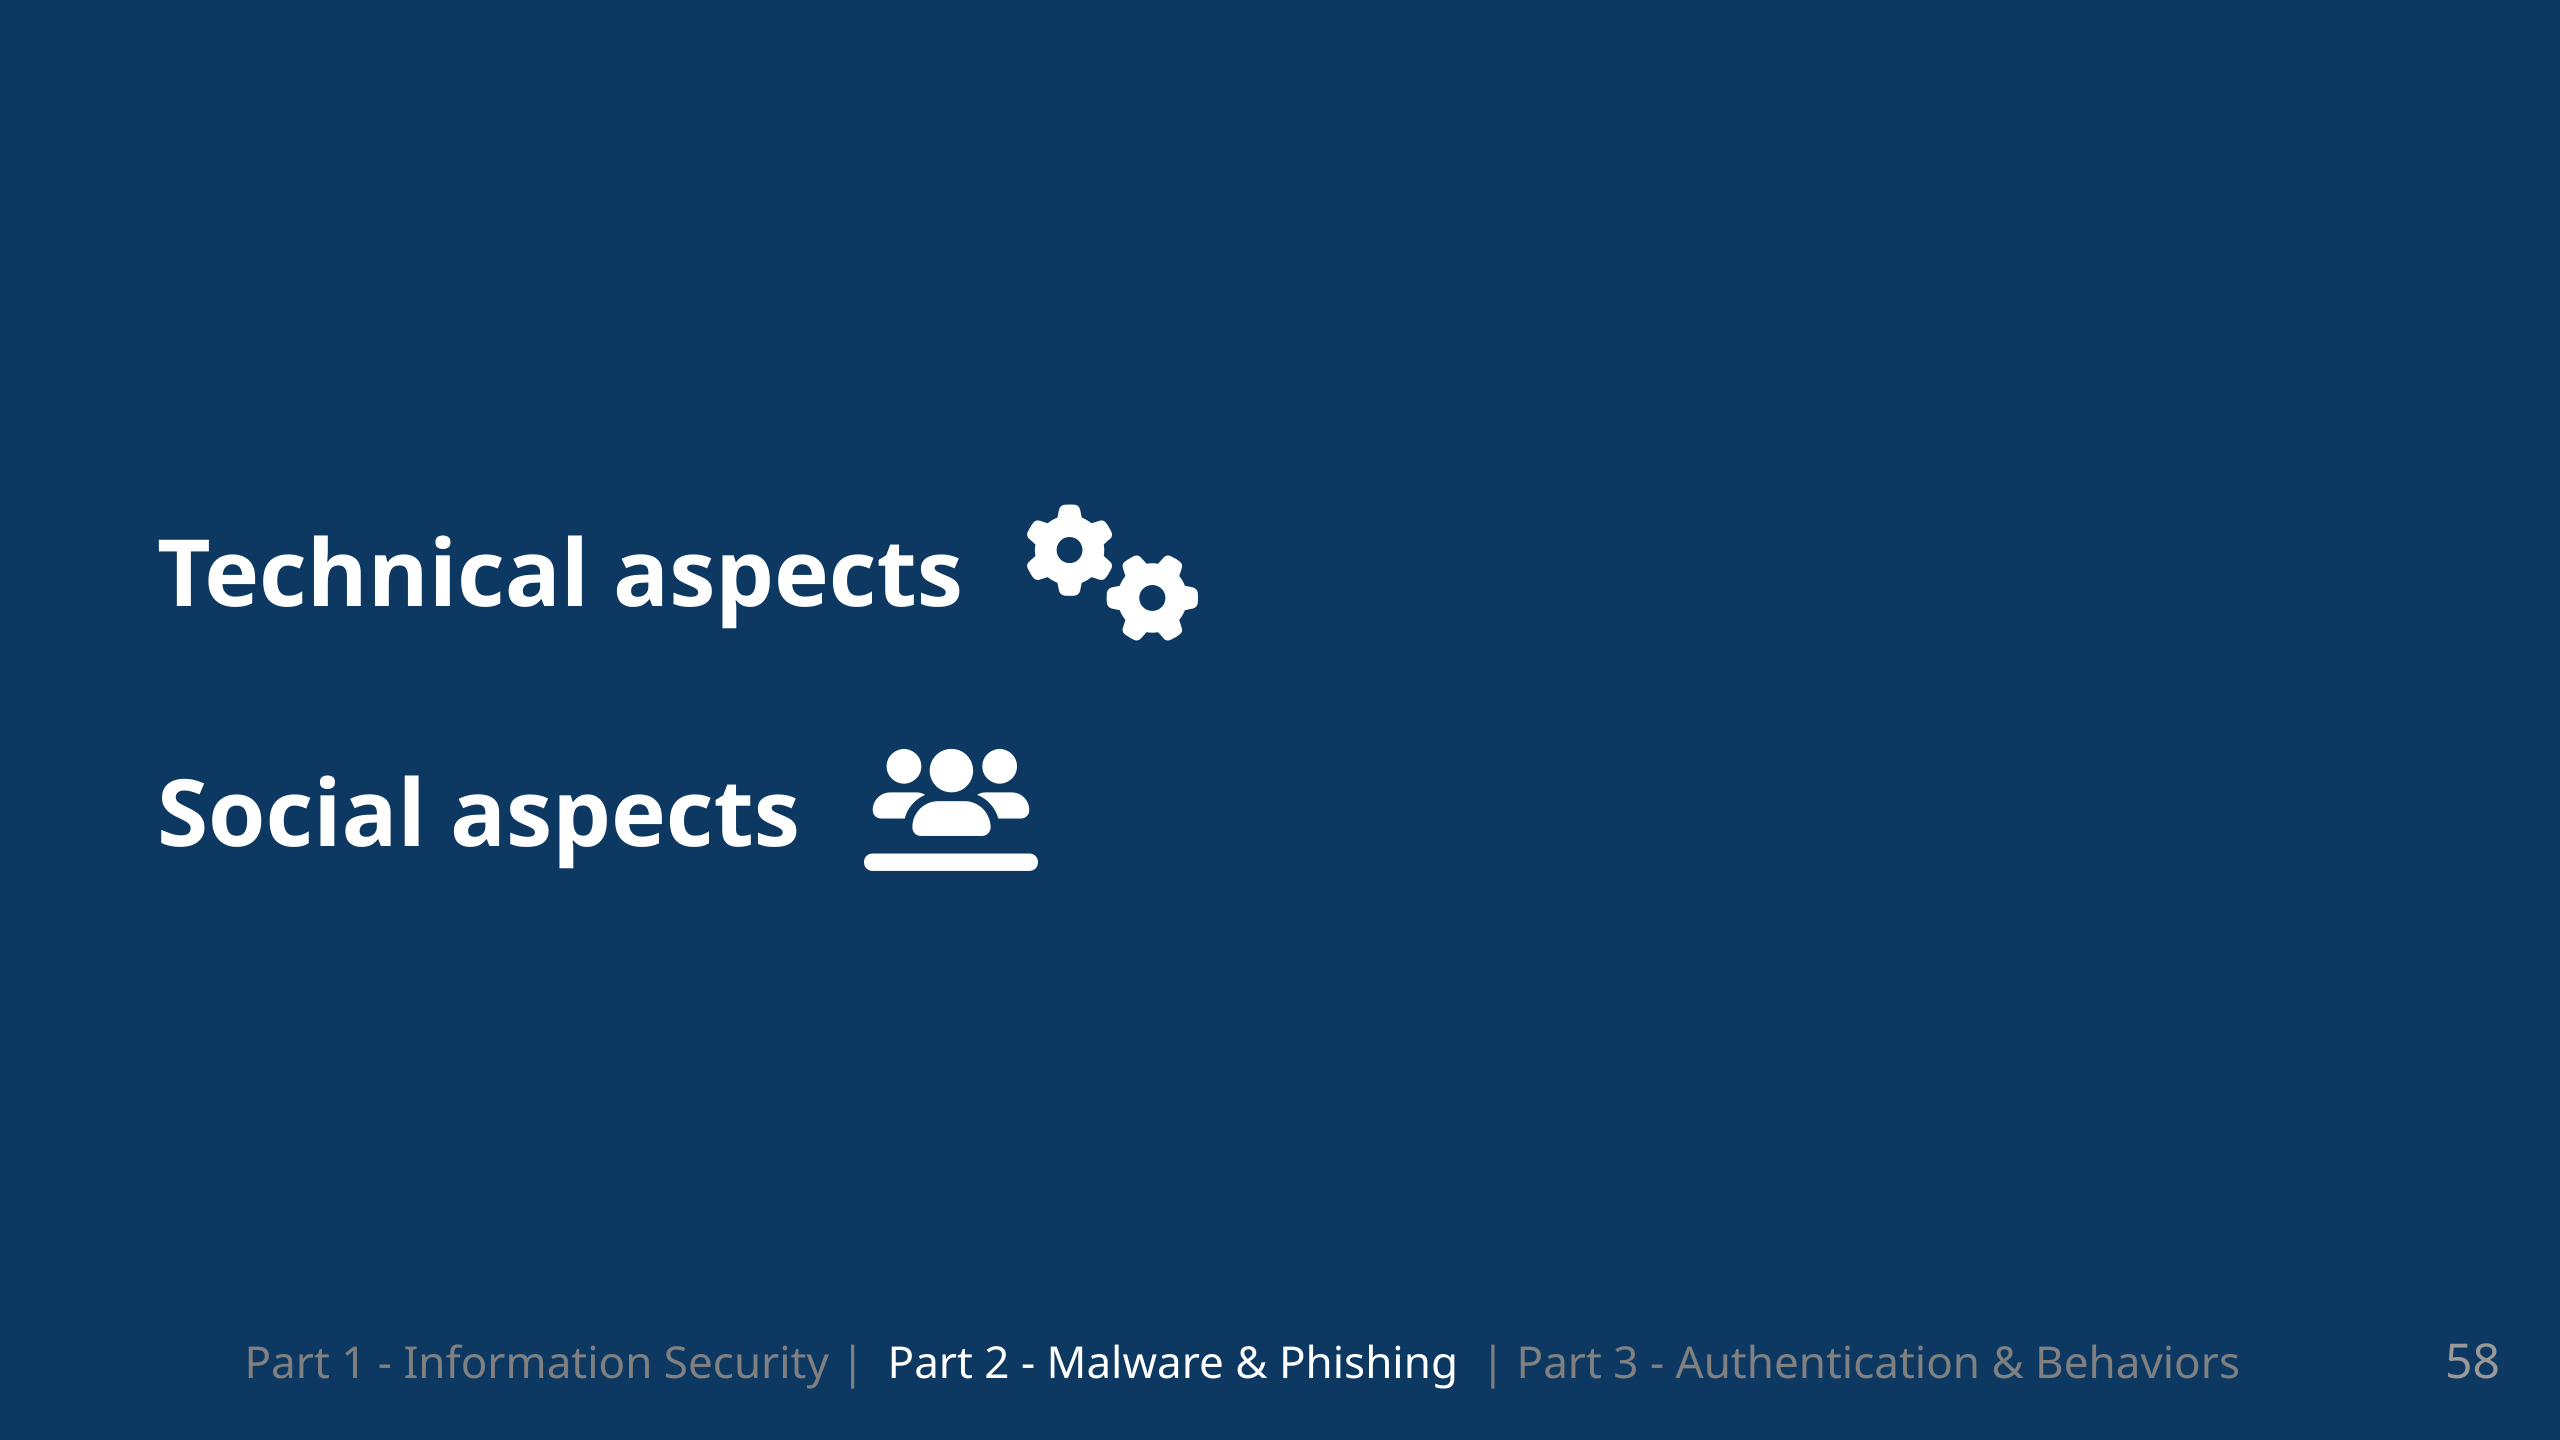 Technical aspects
Social aspects
Part 1 - Information Security | Part 2 - Malware & Phishing | Part 3 - Authentication & Behaviors 58